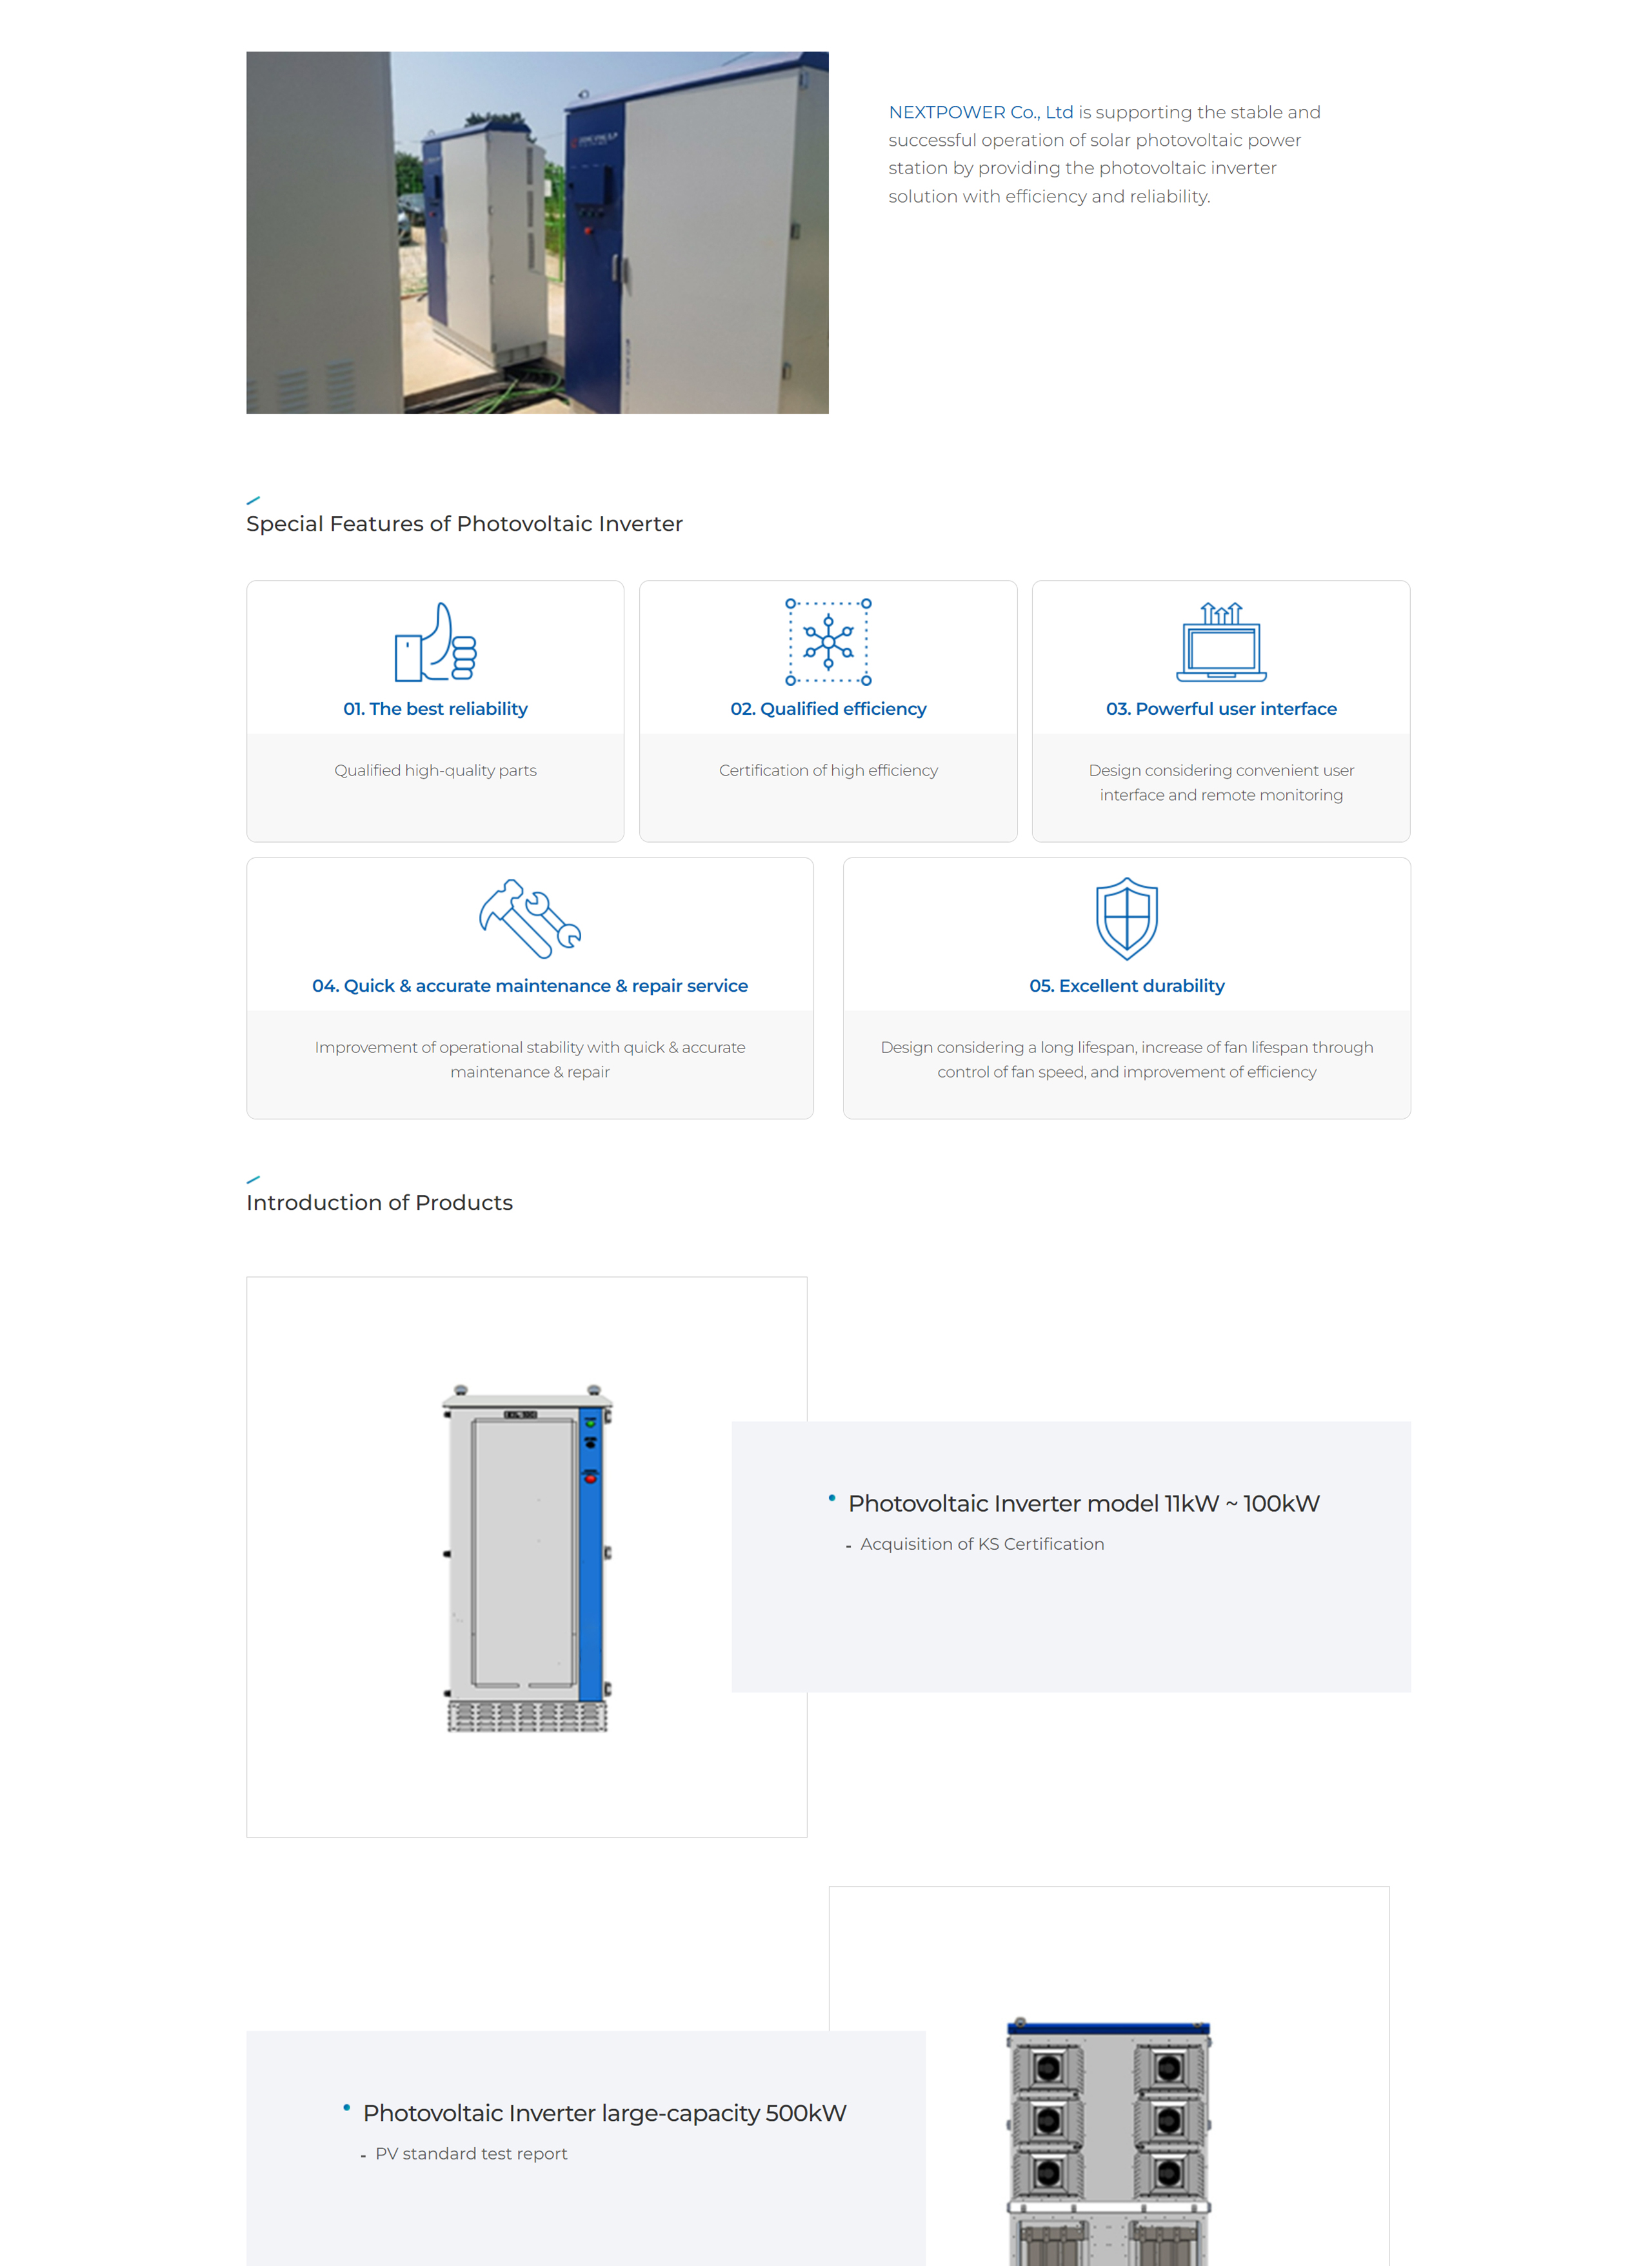 NEXTPOWER Co., Ltd is supporting the stable and
successful operation of solar photovoltaic power
station by providing the photovoltaic inverter
solution with efficiency and reliability.
Special Features of Photovoltaic Inverter
01. The best reliability
Qualified high-quality parts
02. Qualified efficiency
Certification of high efficiency
03. Powerful user interface
Design considering convenient user
interface and remote monitoring
04. Quick & accurate maintenance & repair service
Improvement of operational stability with quick & accurate
maintenance & repair
05. Excellent durability
Design considering a long lifespan, increase of fan lifespan through
control of fan speed, and improvement of efficiency
Introduction of Products
Photovoltaic Inverter model 11kW ~ 100kW
- Acquisition of KS Certification
Photovoltaic Inverter large-capacity 500kW
- PV standard test report